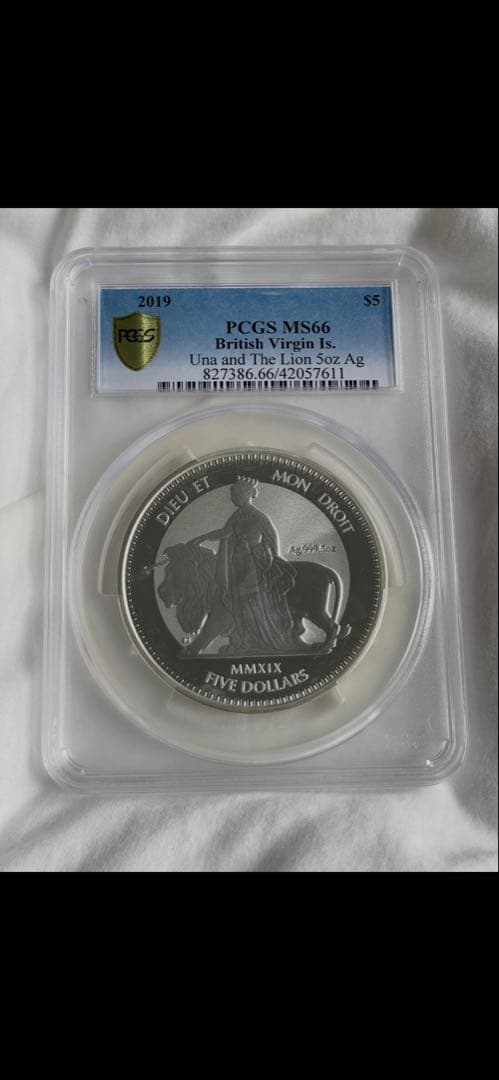 2019 $5
PCGS
PCGS MS66
British Virgin Is.
Una and The Lion 5oz Ag
827386.66/42057611
DIEU ET MON DROIT
Ag.999.5oz
MMXIX
FIVE DOLLARS